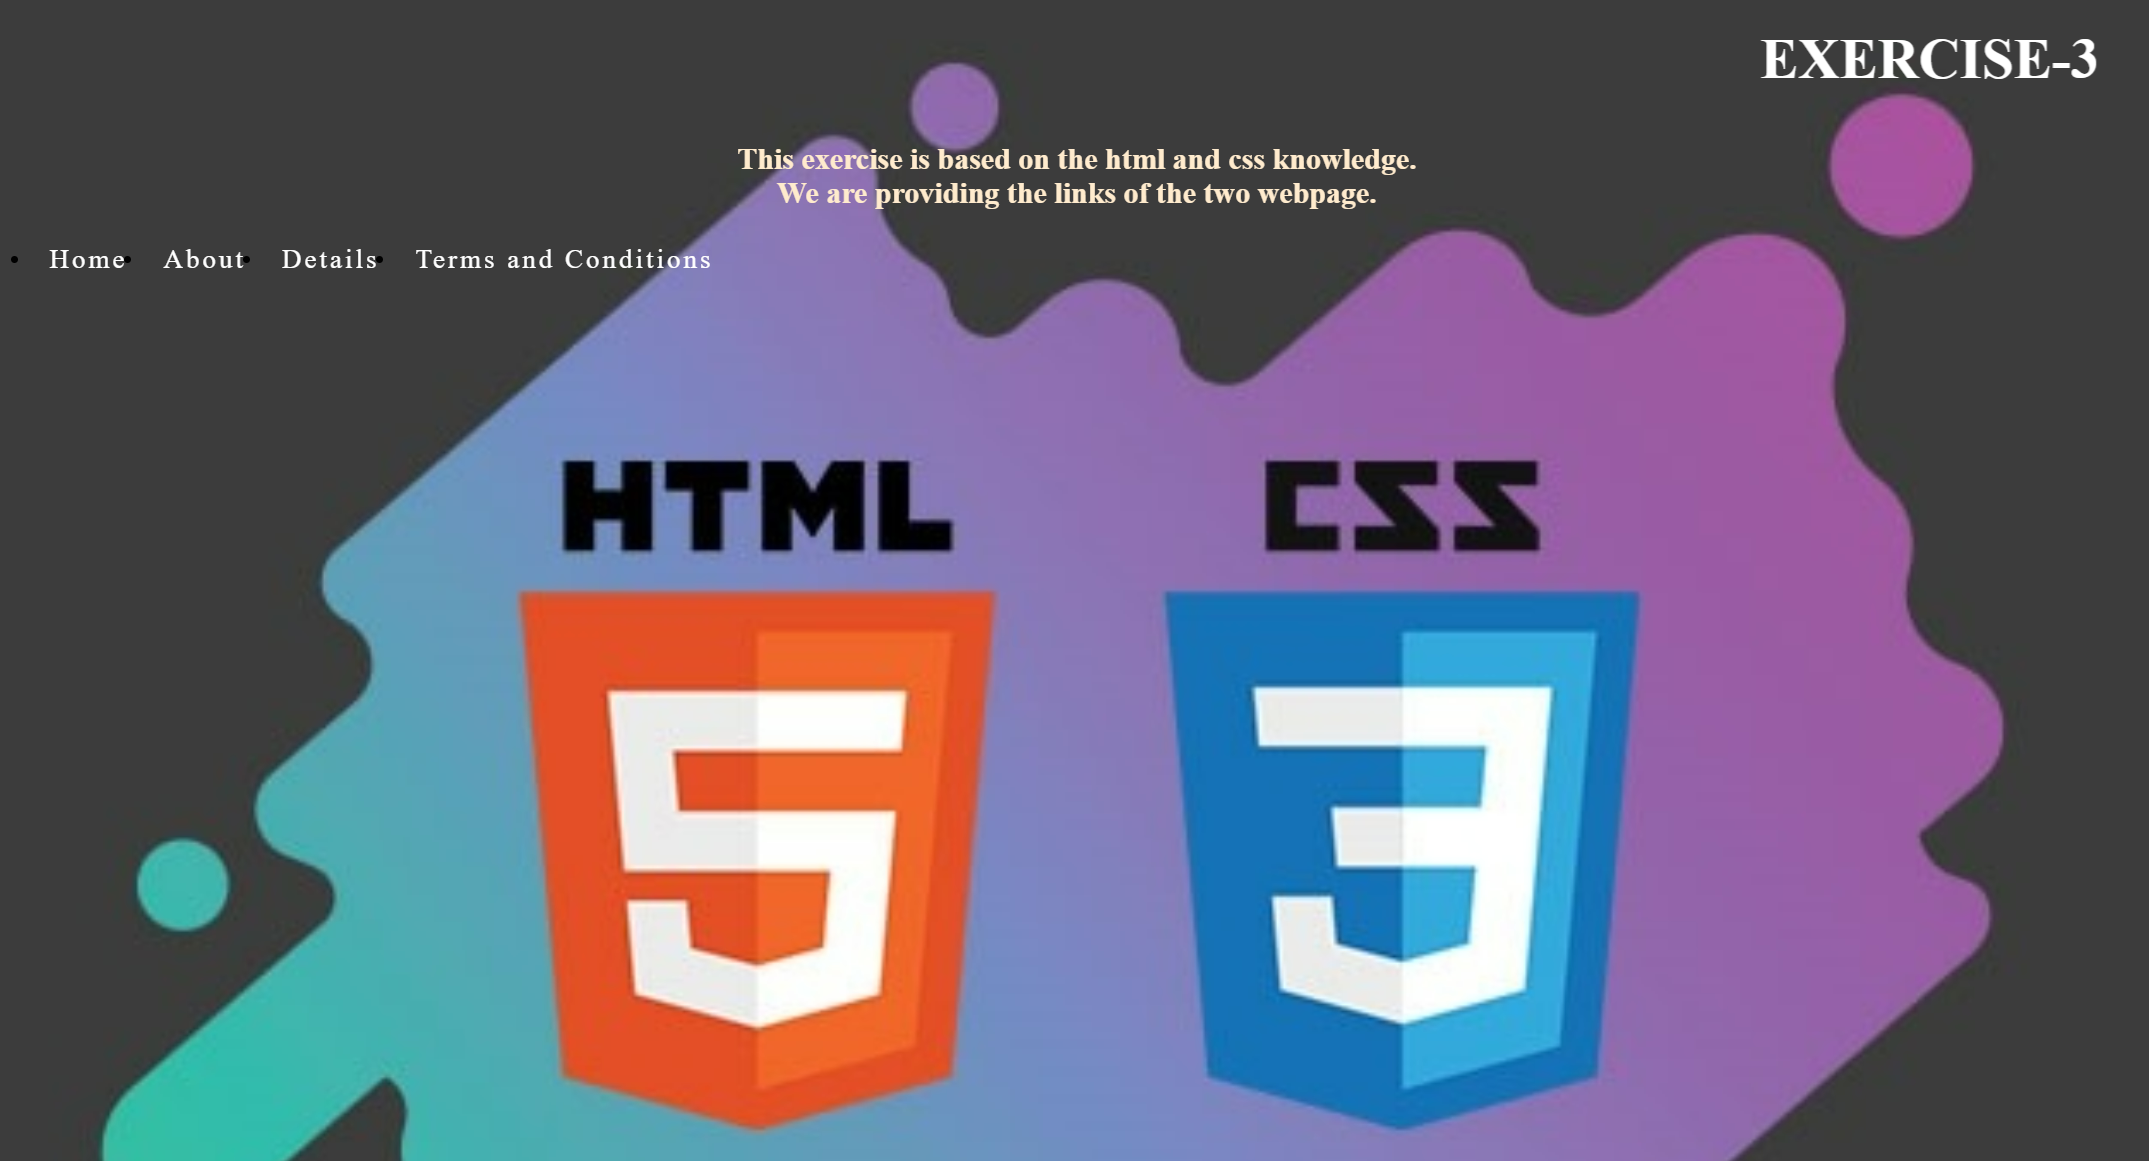 EXERCISE-3
This exercise is based on the html and css knowledge.
We are providing the links of the two webpage.
• Home • About • Details • Terms and Conditions
HTML CSS
5 3